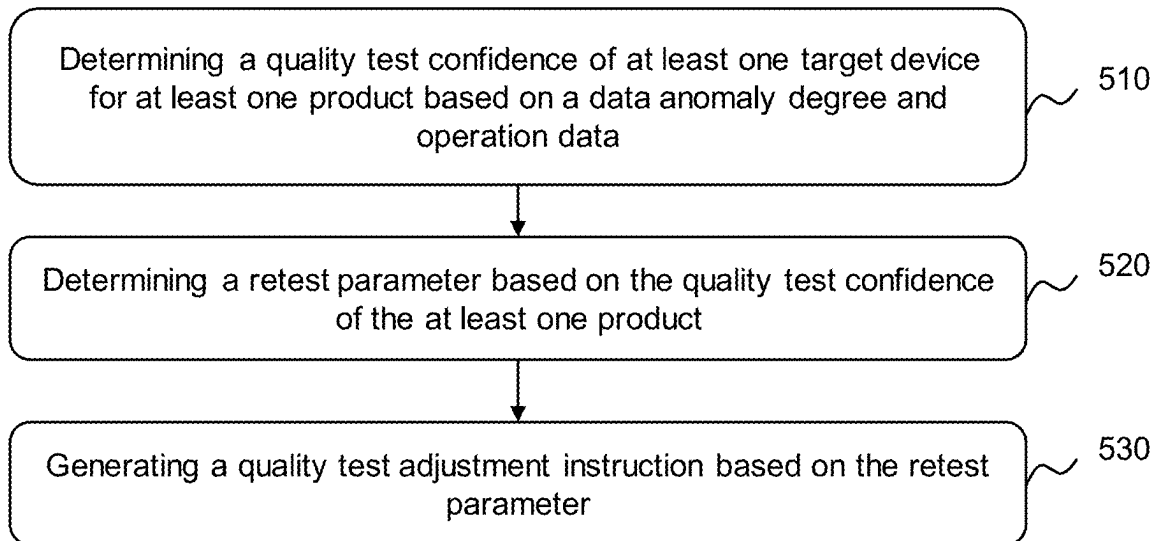 Determining a quality test confidence of at least one target device
for at least one product based on a data anomaly degree and
operation data
510
Determining a retest parameter based on the quality test confidence
of the at least one product
520
Generating a quality test adjustment instruction based on the retest
parameter
530